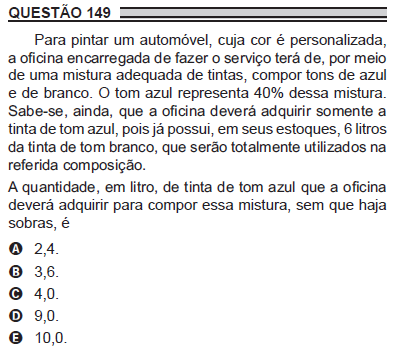 QUESTÃO 149
Para pintar um automóvel, cuja cor é personalizada,
a oficina encarregada de fazer o serviço terá de, por meio
de uma mistura adequada de tintas, compor tons de azul
e de branco. O tom azul representa 40% dessa mistura.
Sabe-se, ainda, que a oficina deverá adquirir somente a
tinta de tom azul, pois já possui, em seus estoques, 6 litros
da tinta de tom branco, que serão totalmente utilizados na
referida composição.
A quantidade, em litro, de tinta de tom azul que a oficina
deverá adquirir para compor essa mistura, sem que haja
sobras, é
A 2,4.
B 3,6.
C 4,0.
D 9,0.
E 10,0.